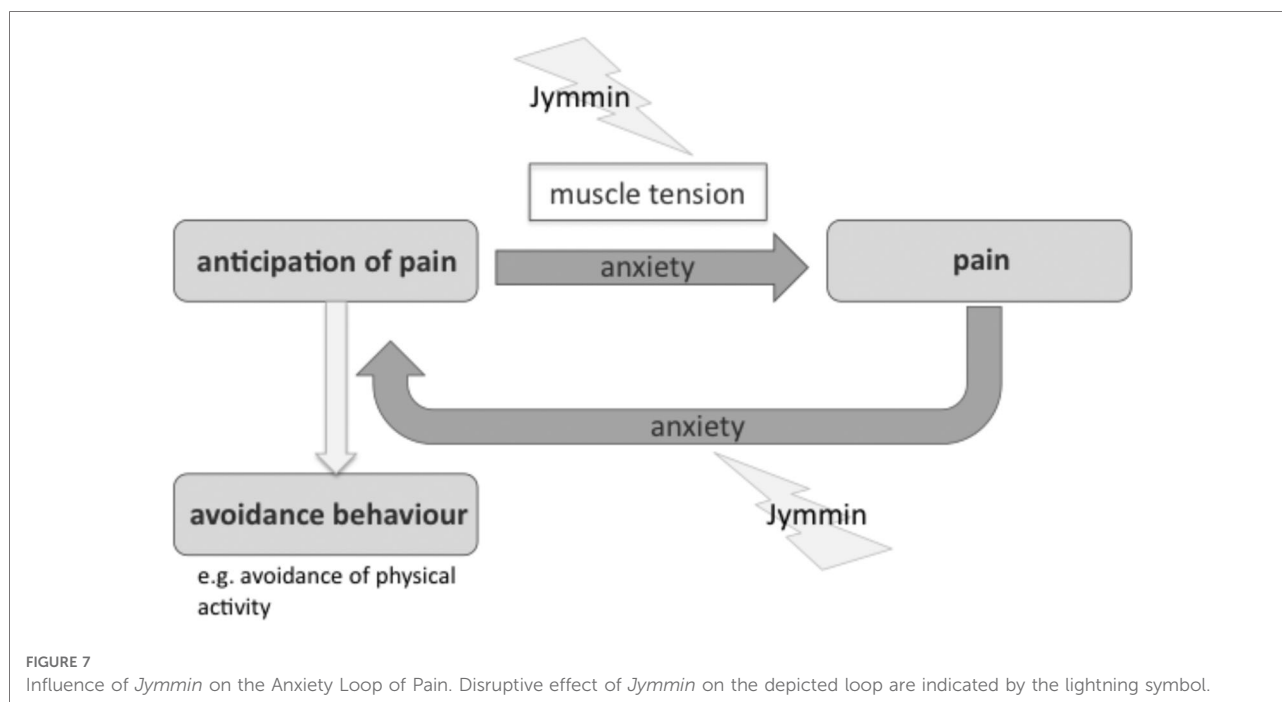 Jymmin
muscle tension
anticipation of pain
anxiety
pain
anxiety
avoidance behaviour
Jymmin
e.g. avoidance of physical
activity
FIGURE 7
Influence of Jymmin on the Anxiety Loop of Pain. Disruptive effect of Jymmin on the depicted loop are indicated by the lightning symbol.